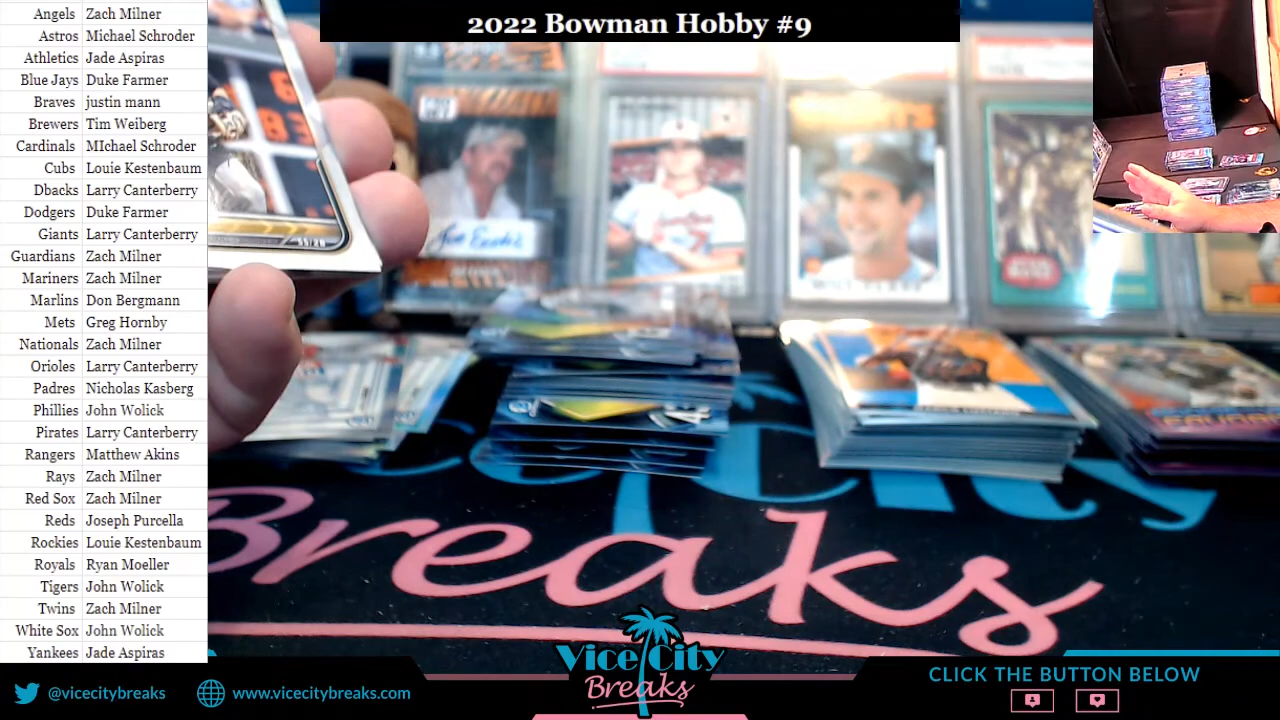 2022 Bowman Hobby #9
Angels Zach Milner
Astros Michael Schroder
Athletics Jade Aspiras
Blue Jays Duke Farmer
Braves justin mann
Brewers Tim Weiberg
Cardinals MIchael Schroder
Cubs Louie Kestenbaum
Dbacks Larry Canterberry
Dodgers Duke Farmer
Giants Larry Canterberry
Guardians Zach Milner
Mariners Zach Milner
Marlins Don Bergmann
Mets Greg Hornby
Nationals Zach Milner
Orioles Larry Canterberry
Padres Nicholas Kasberg
Phillies John Wolick
Pirates Larry Canterberry
Rangers Matthew Akins
Rays Zach Milner
Red Sox Zach Milner
Reds Joseph Purcella
Rockies Louie Kestenbaum
Royals Ryan Moeller
Tigers John Wolick
Twins Zach Milner
White Sox John Wolick
Yankees Jade Aspiras
Breaks
Vice City
Breaks
@vicecitybreaks
www.vicecitybreaks.com
CLICK THE BUTTON BELOW